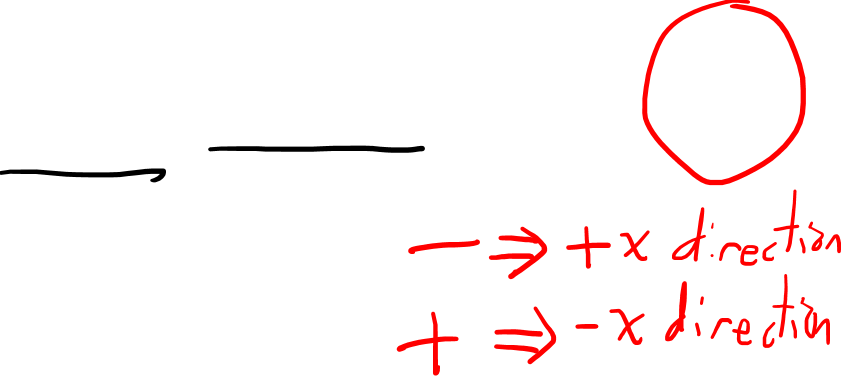 — ⇒ +x direction
+ ⇒ -x direction